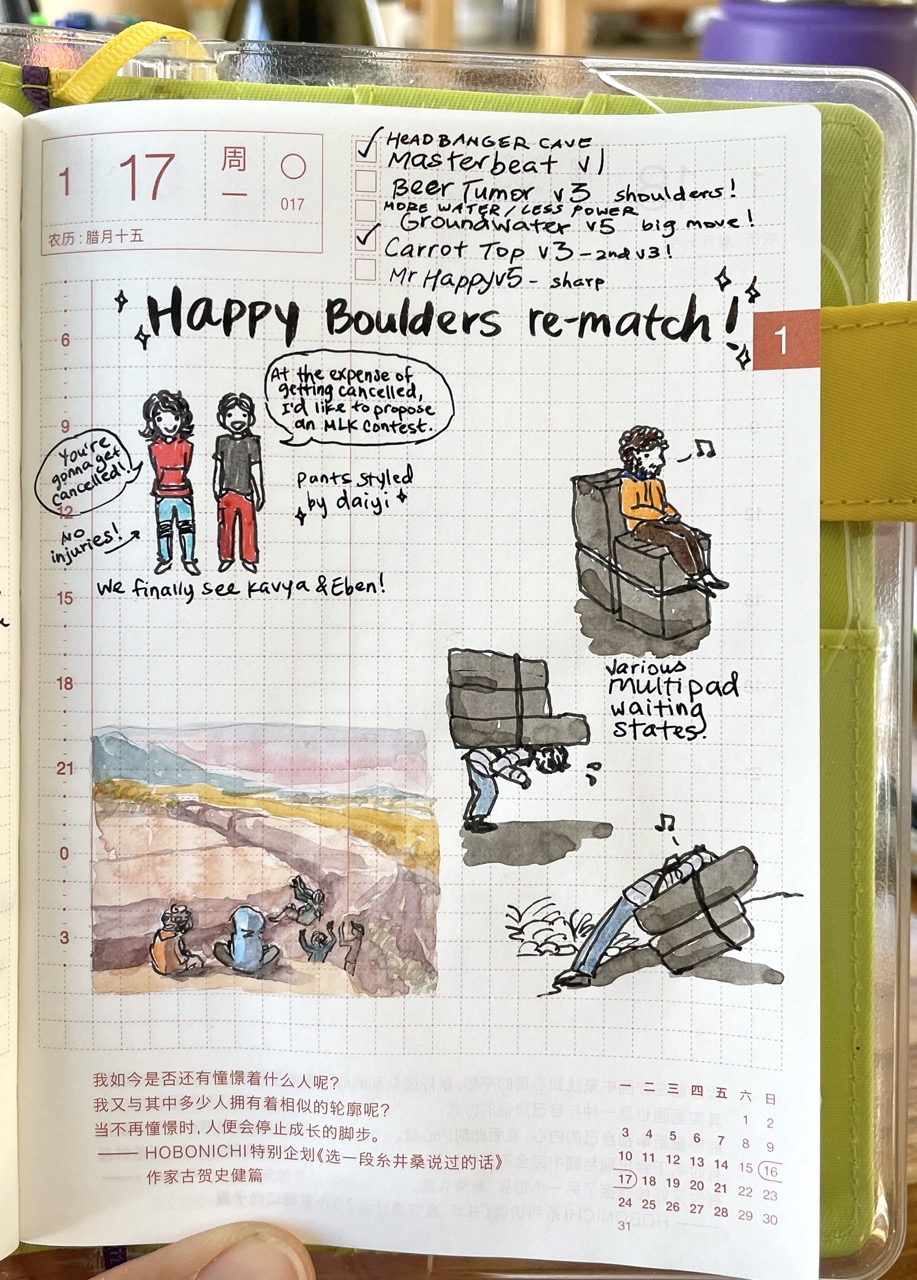 1 17 周一 〇
017
农历：腊月十五
HEADBANGER CAVE
Masterbeat v1
Beer Tumor v3 shoulders!
MORE WATER/LESS POWER
Groundwater v5 big move!
Carrot Top v3-2nd v3!
Mr Happy v5 - sharp
Happy Boulders re-match!
1
At the expense of
getting cancelled,
I'd like to propose
an MLK contest.
You're
gonna get
cancelled!
Pants styled
by daiyi
NO
injuries!
We finally see Kavya & Eben!
various
multipad
waiting
states.
6
9
12
15
18
21
0
3
我如今是否还有憧憬着什么人呢？
我又与其中多少人拥有着相似的轮廓呢？
当不再憧憬时，人便会停止成长的脚步。
—— HOBONICHI特别企划《选一段糸井桑说过的话》
作家古贺史健篇
一 二 三 四 五 六 日
1 2
3 4 5 6 7 8 9
10 11 12 13 14 15 16
17 18 19 20 21 22 23
24 25 26 27 28 29 30
31